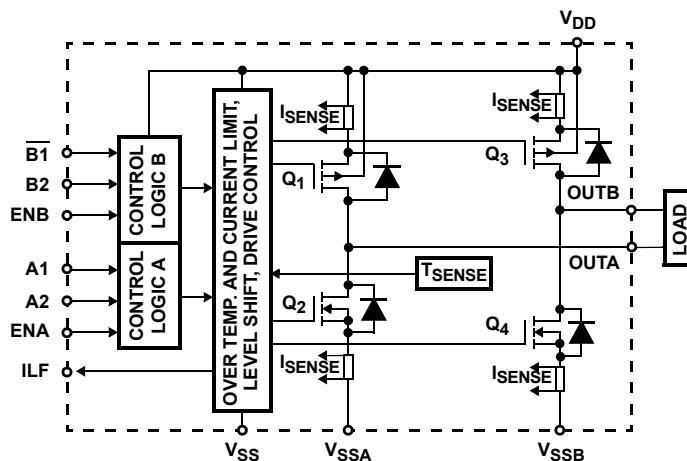 VDD
ISENSE
ISENSE
B1
B2
ENB
CONTROL
LOGIC B
OVER TEMP. AND CURRENT LIMIT,
LEVEL SHIFT, DRIVE CONTROL
Q1
Q3
OUTB
LOAD
A1
A2
ENA
CONTROL
LOGIC A
TSENSE
OUTA
Q2
Q4
ILF
ISENSE
ISENSE
VSS
VSSA
VSSB